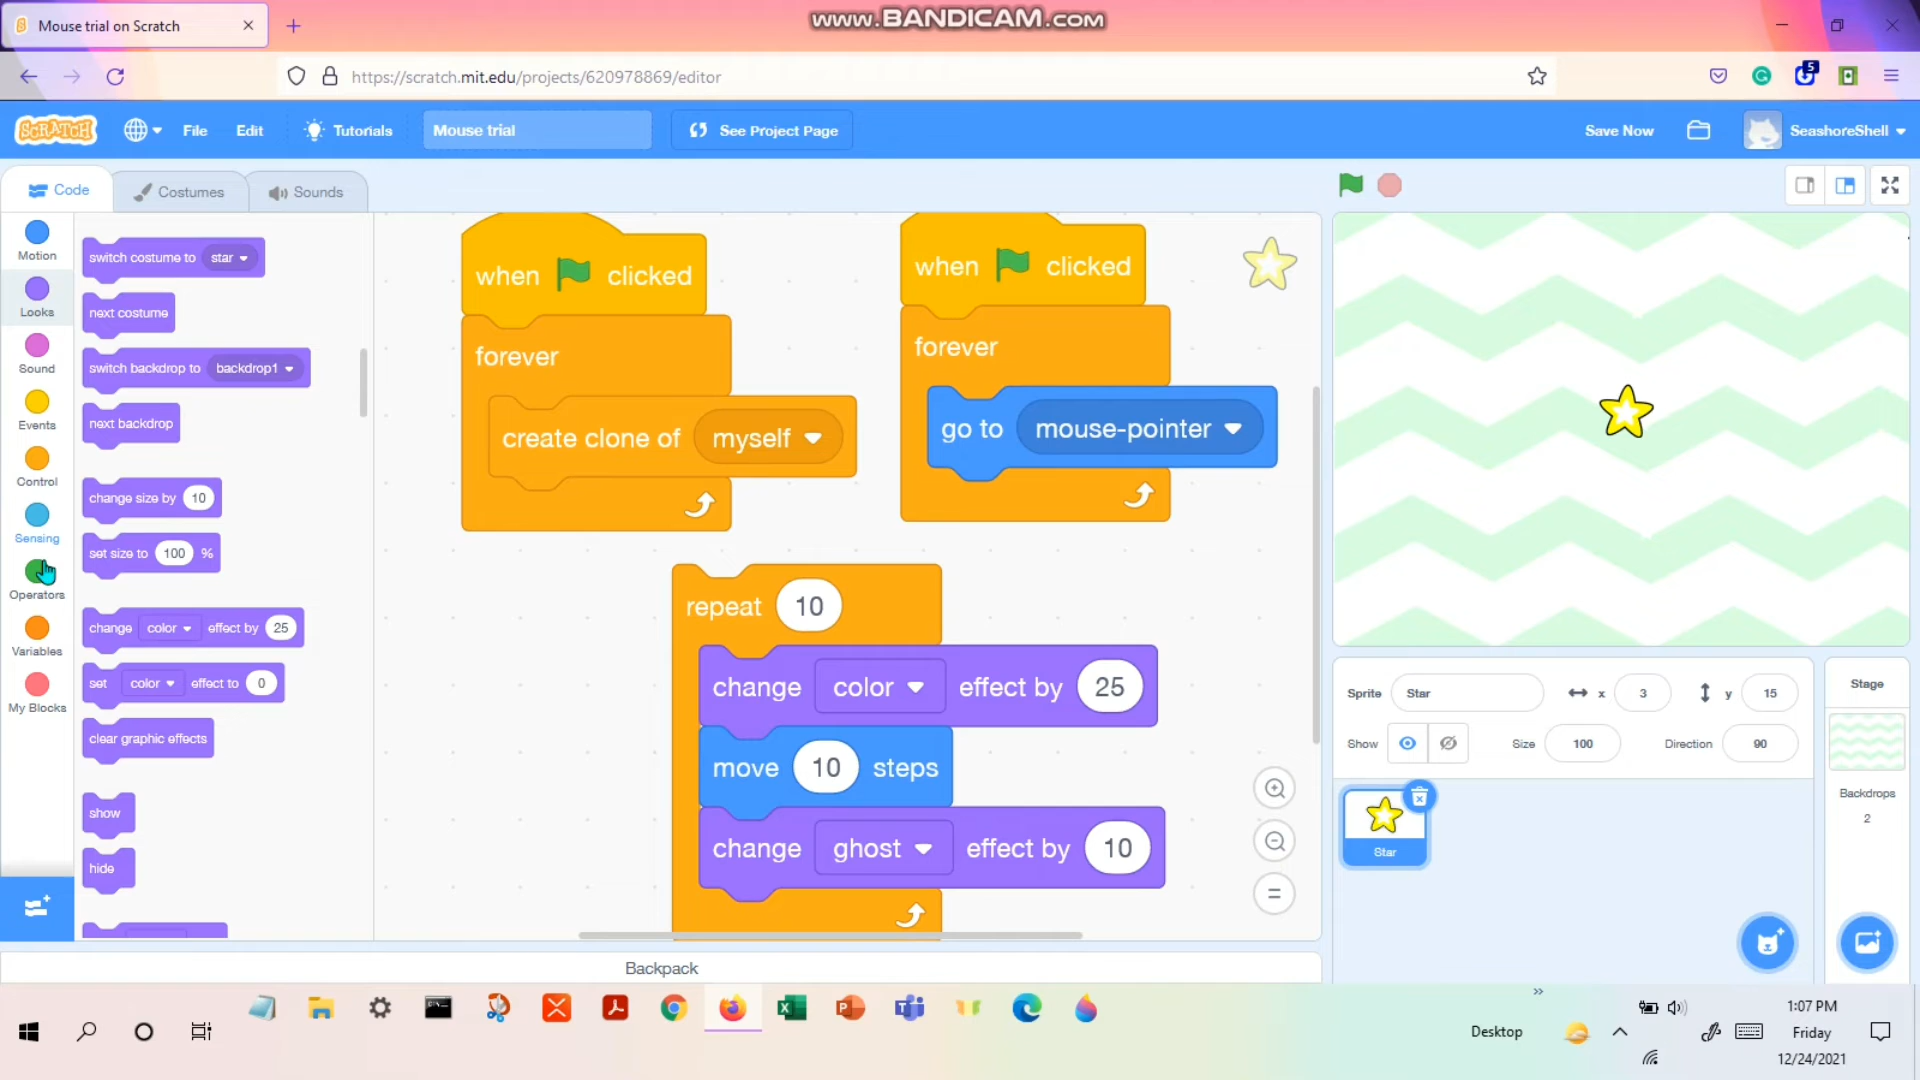 Mouse trial on Scratch
www.BANDICAM.com
https://scratch.mit.edu/projects/620978869/editor
5
SCRATCH
File
Edit
Tutorials
Mouse trial
See Project Page
Save Now
SeashoreShell
Code
Costumes
Sounds
Motion
Looks
Sound
Events
Control
Sensing
Operators
Variables
My Blocks
switch costume to star
next costume
switch backdrop to backdrop1
next backdrop
change size by 10
set size to 100 %
change color effect by 25
set color effect to 0
clear graphic effects
show
hide
when clicked
forever
create clone of myself
when clicked
forever
go to mouse-pointer
repeat 10
change color effect by 25
move 10 steps
change ghost effect by 10
Backpack
Sprite Star x 3 y 15
Show Size 100 Direction 90
Star
Stage
Backdrops
2
Desktop
1:07 PM
Friday
12/24/2021